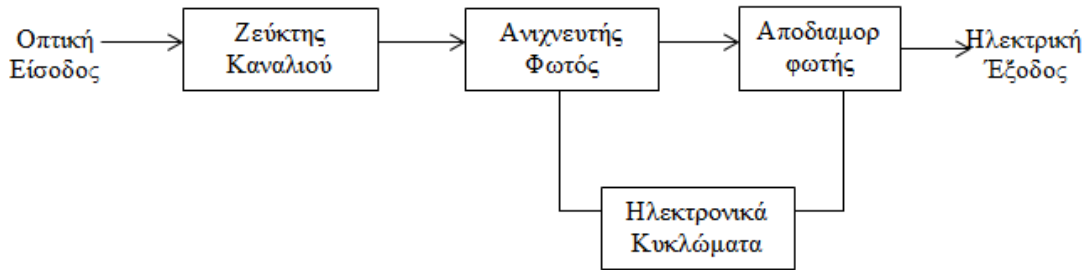 Οπτική
Είσοδος
Ζεύκτης
Καναλιού
Ανιχνευτής
Φωτός
Αποδιαμορ
φωτής
Ηλεκτρική
Έξοδος
Ηλεκτρονικά
Κυκλώματα